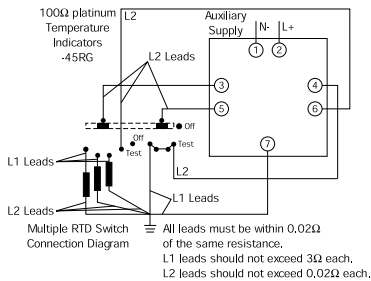 100Ω platinum
Temperature
Indicators
-45RG
L2
Auxiliary
Supply
N-
L+
1
2
L2 Leads
3
4
5
6
Off
7
Off
Test
Test
L1 Leads
L2
L1 Leads
L2 Leads
Multiple RTD Switch
Connection Diagram
All leads must be within 0.02Ω
of the same resistance.
L1 leads should not exceed 3Ω each.
L2 leads should not exceed 0.02Ω each.